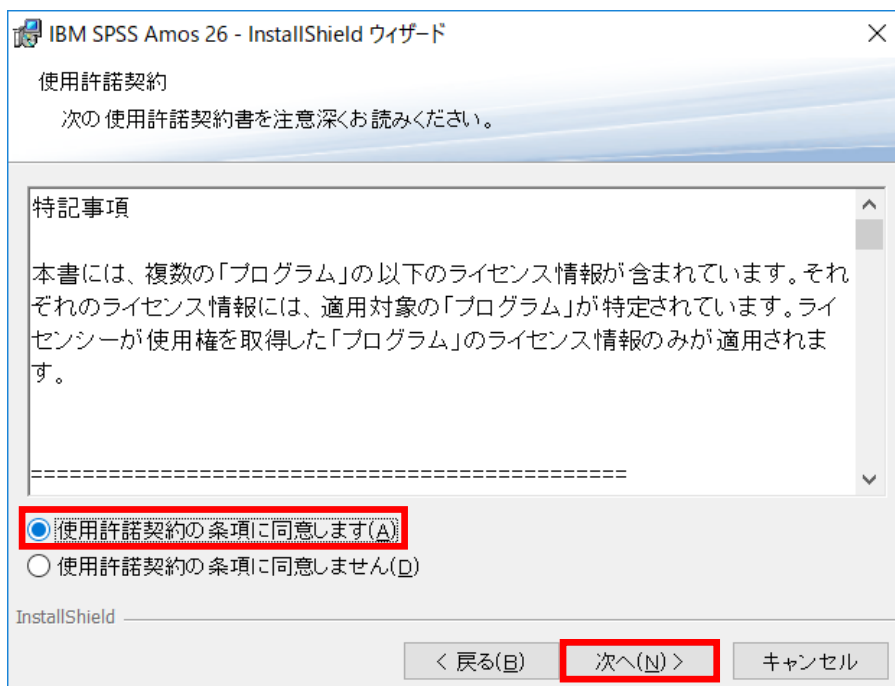 IBM SPSS Amos 26 - InstallShield ウィザード
使用許諾契約
次の使用許諾契約書を注意深くお読みください。
特記事項
本書には、複数の「プログラム」の以下のライセンス情報が含まれています。それ
ぞれのライセンス情報には、適用対象の「プログラム」が特定されています。ライ
センシーが使用権を取得した「プログラム」のライセンス情報のみが適用されま
す。
==============================================
使用許諾契約の条項に同意します(A)
使用許諾契約の条項に同意しません(D)
InstallShield
< 戻る(B)
次へ(N) >
キャンセル